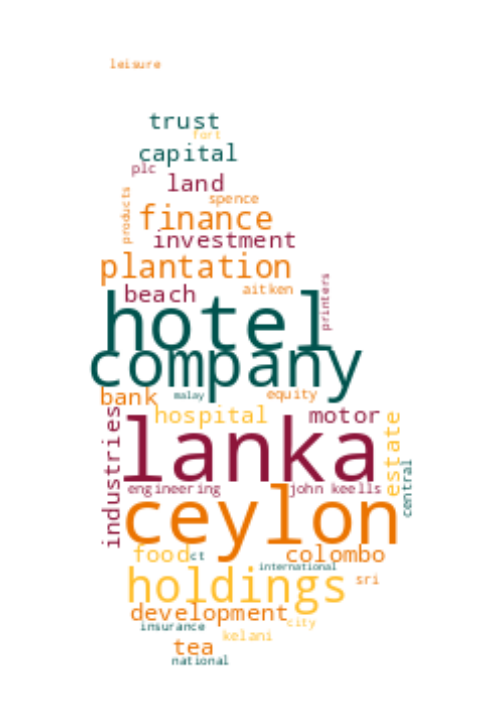 leisure
trust
fort
capital
plc
land
products
spence
finance
investment
plantation
beach
aitken
printers
hotel
company
bank
malay
equity
industries
hospital
motor
estate
lanka
central
engineering
john keells
ceylon
food
ct
colombo
international
holdings
sri
development
insurance
city
kelani
tea
national